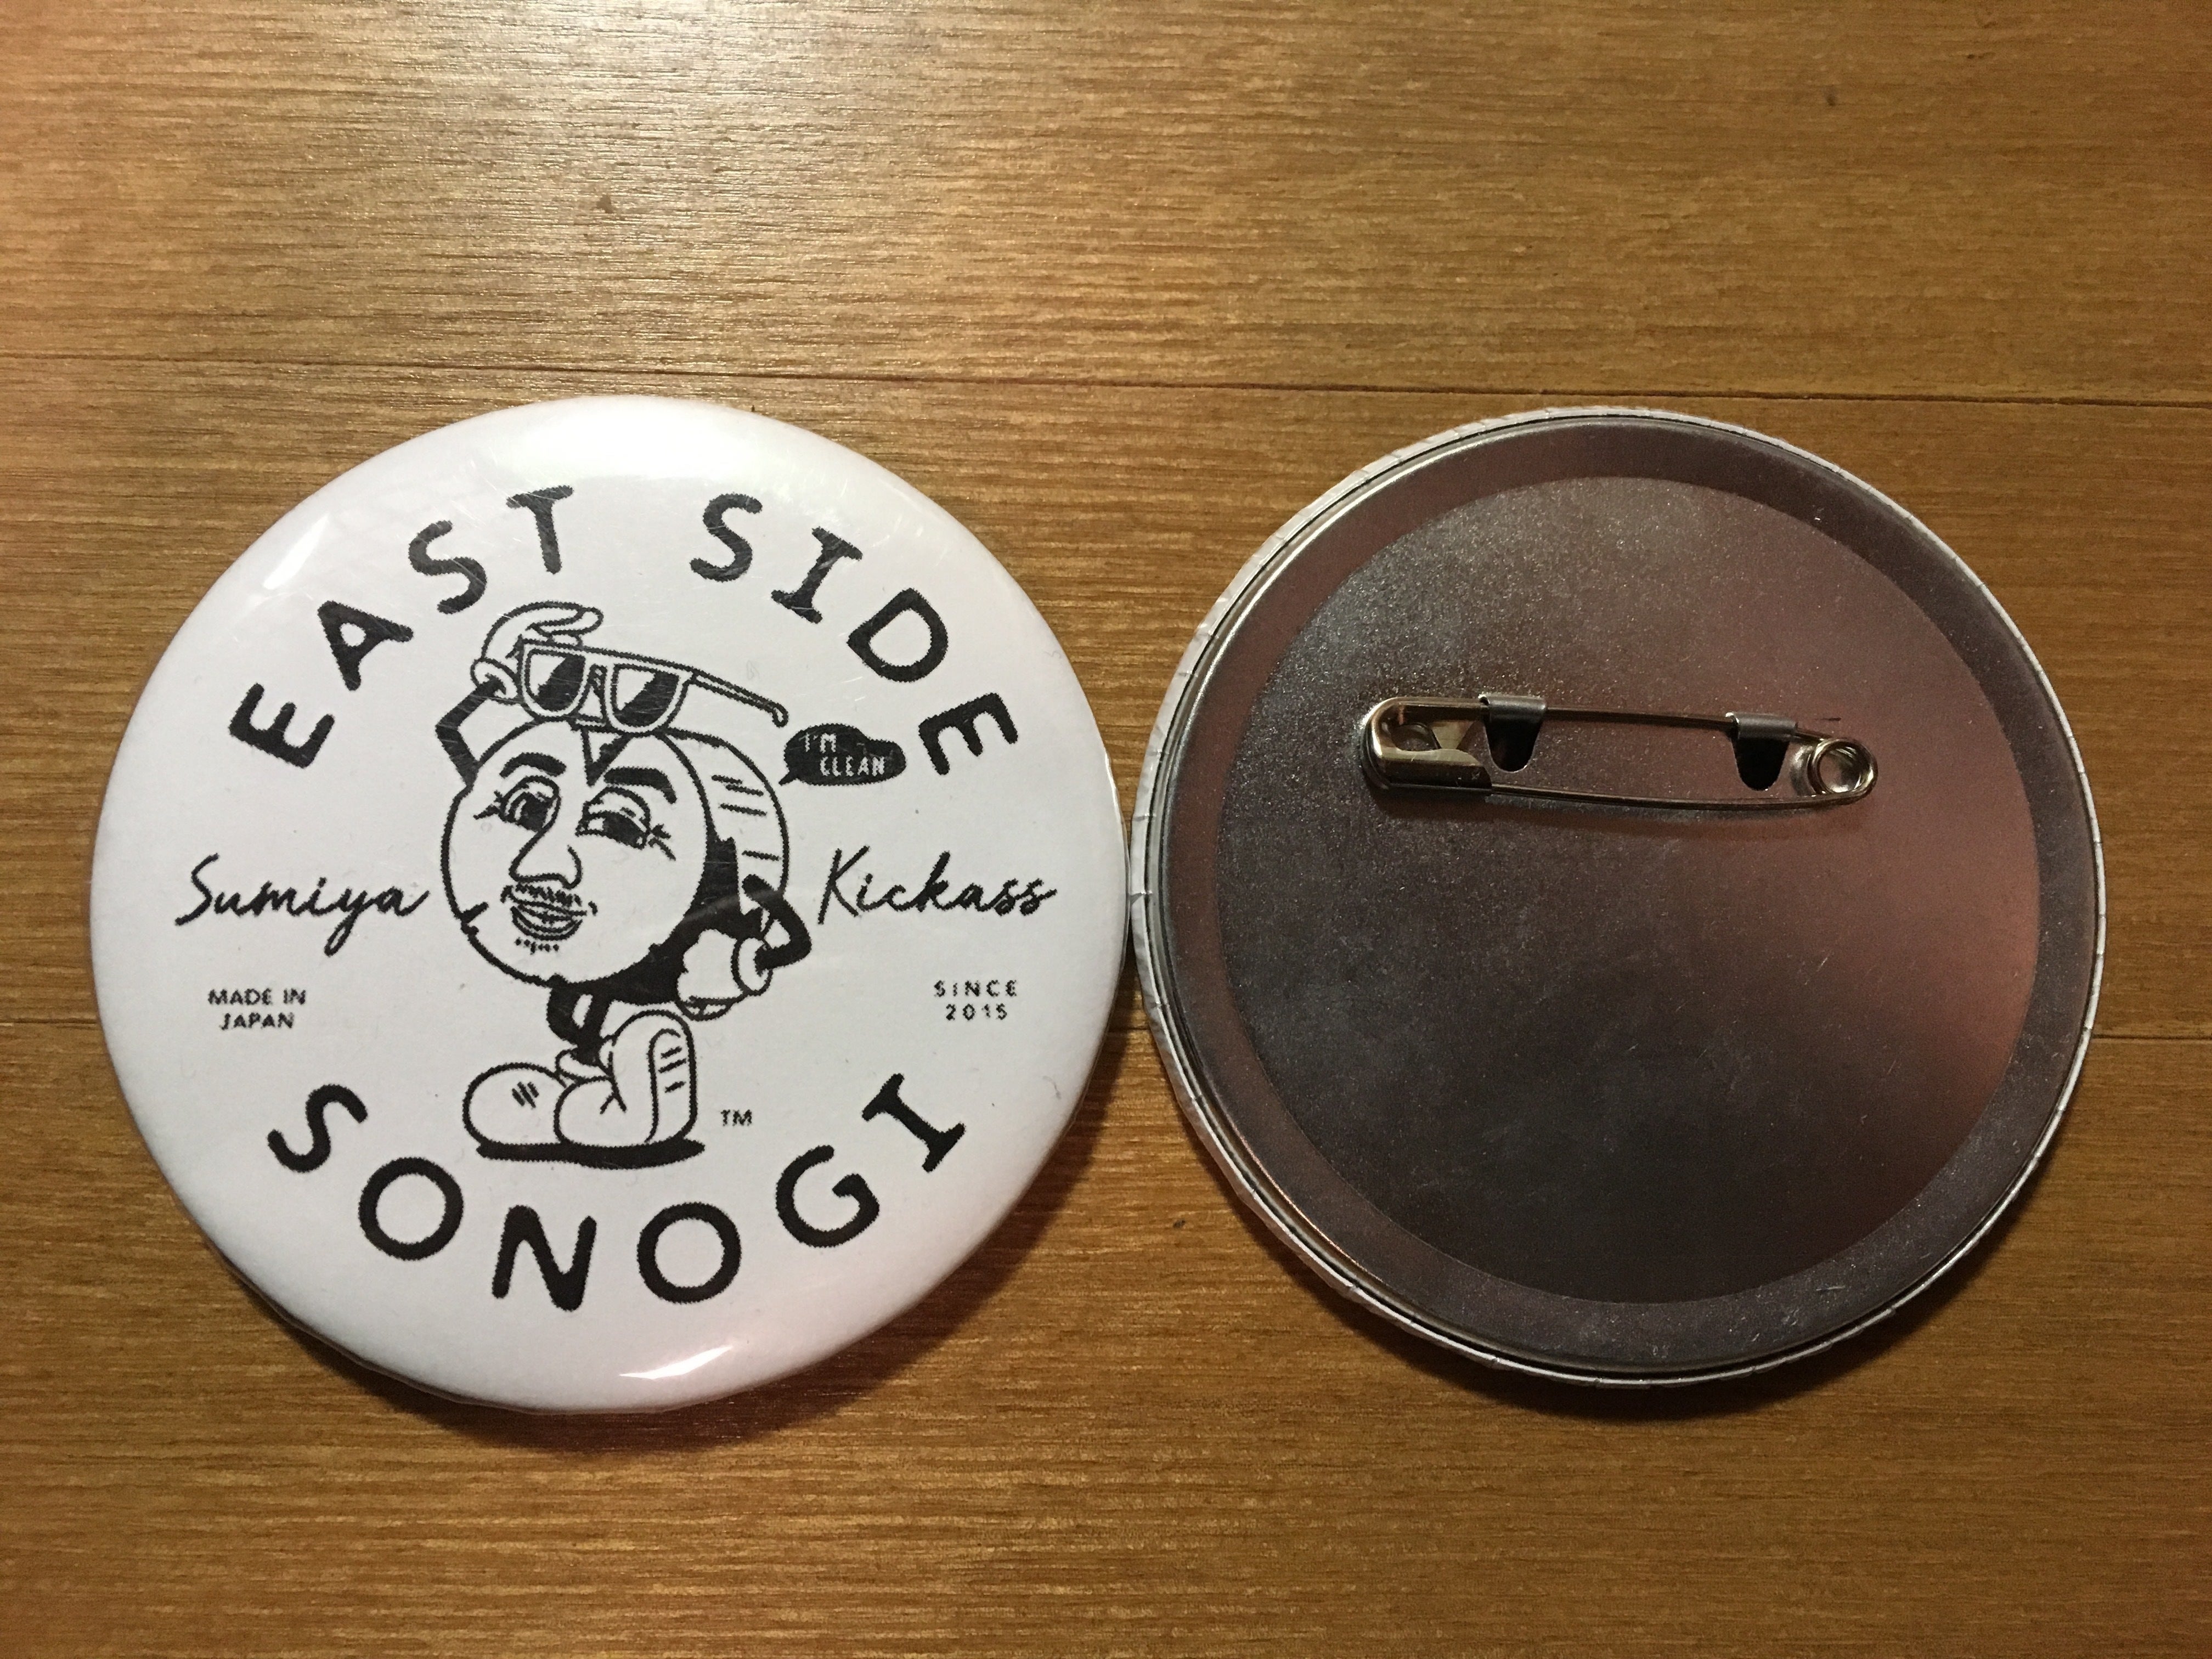 EAST SIDE
I'M
CLEAN
Sumiya Kickass
MADE IN
JAPAN
SINCE
2015
TM
SONOGI